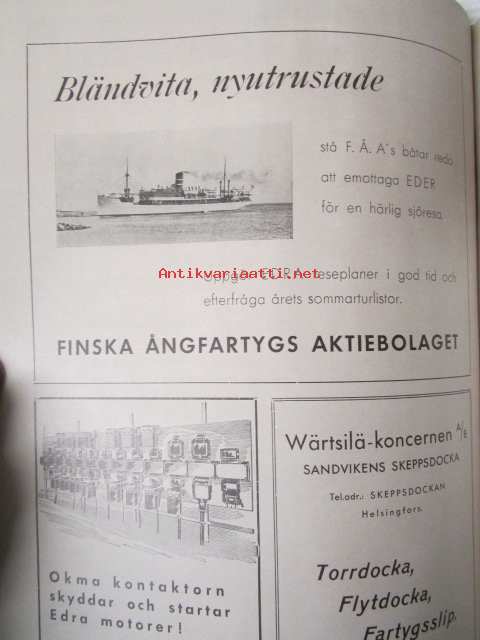 Bländvita, nyutrustade
stå F. Å. A's båtar redo
att emottaga EDER
för en härlig sjöresa.
Antikvariaatti.net
EDRA reseplaner i god tid och
efterfråga årets sommarturlistor.
FINSKA ÅNGFARTYGS AKTIEBOLAGET
Okma kontaktorn
skyddar och startar
Edra motorer!
Wärtsilä-koncernen A/B
SANDVIKENS SKEPPSDOCKA
Tel.adr.: SKEPPSDOCKAN
Helsingfors.
Torrdocka,
Flytdocka,
Fartygsslip.